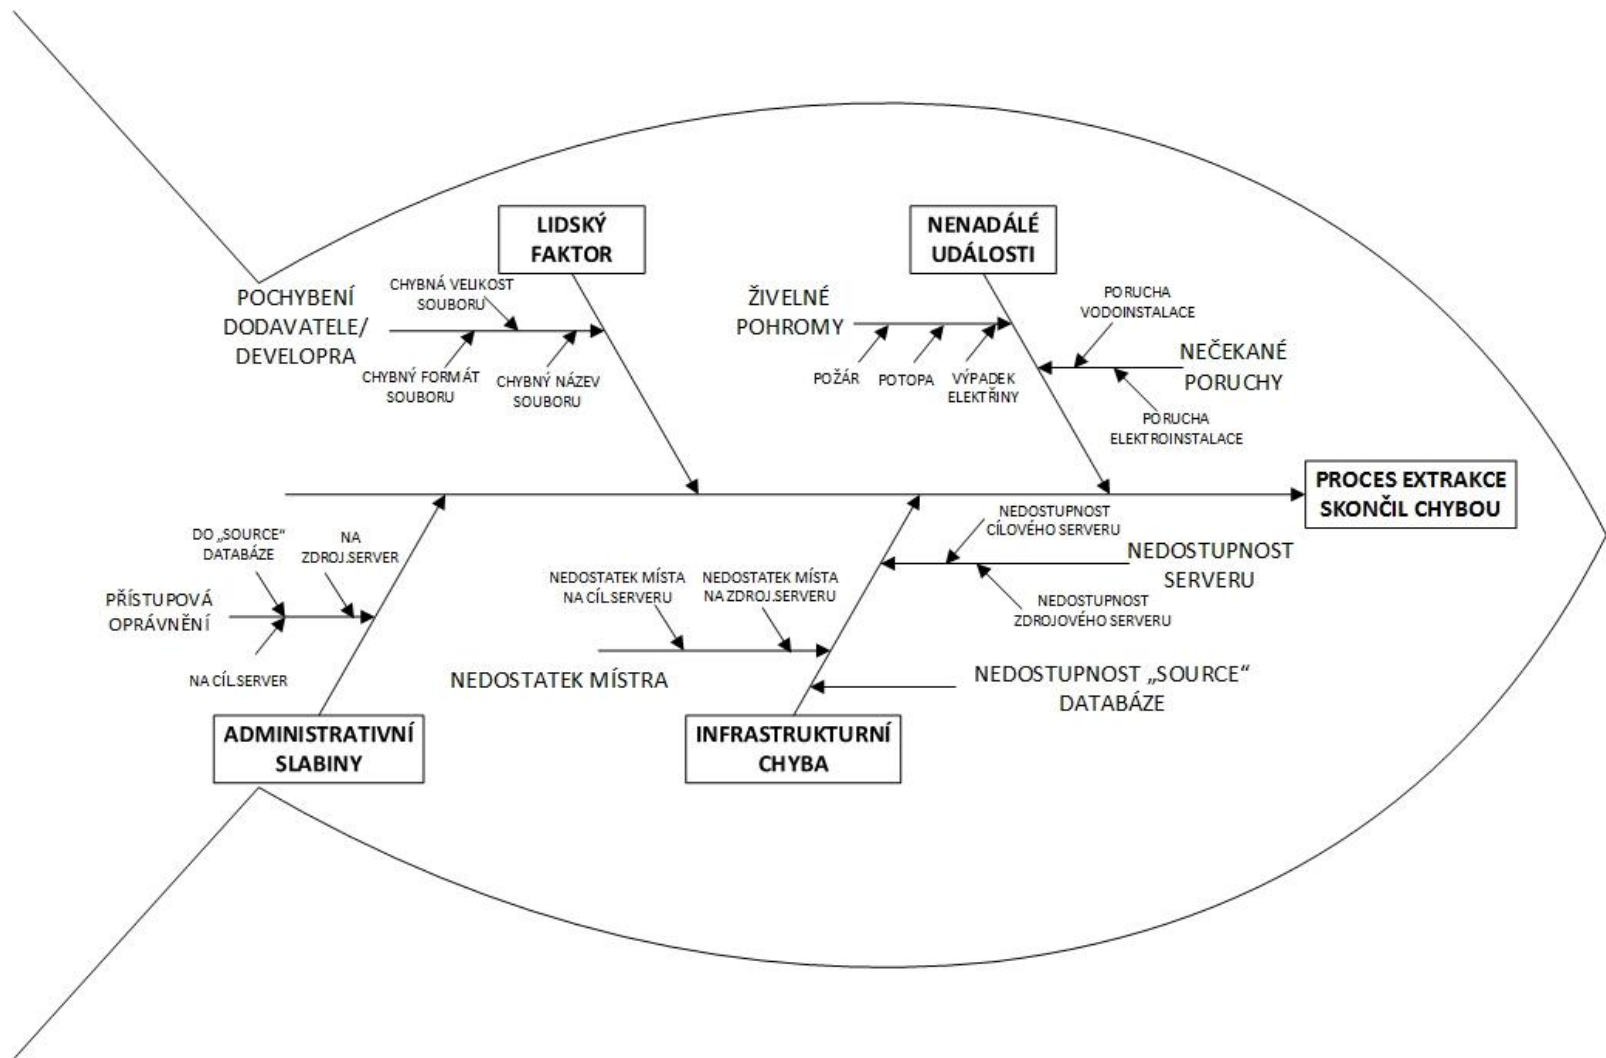 LIDSKÝ
FAKTOR
NENADÁLÉ
UDÁLOSTI
POCHYBENÍ
DODAVATELE/
DEVELOPRA
CHYBNÁ VELIKOST
SOUBORU
CHYBNÝ FORMÁT
SOUBORU
CHYBNÝ NÁZEV
SOUBORU
ŽIVELNÉ
POHROMY
POŽÁR
POTOPA
VÝPADEK
ELEKTŘINY
PORUCHA
VODOINSTALACE
NEČEKANÉ
PORUCHY
PORUCHA
ELEKTROINSTALACE
PROCES EXTRAKCE
SKONČIL CHYBOU
DO „SOURCE“
DATABÁZE
NA
ZDROJ.SERVER
PŘÍSTUPOVÁ
OPRÁVNĚNÍ
NA CÍL.SERVER
ADMINISTRATIVNÍ
SLABINY
NEDOSTATEK MÍSTA
NA CÍL.SERVERU
NEDOSTATEK MÍSTA
NA ZDROJ.SERVERU
NEDOSTATEK MÍSTRA
NEDOSTUPNOST
CÍLOVÉHO SERVERU
NEDOSTUPNOST
SERVERU
NEDOSTUPNOST
ZDROJOVÉHO SERVERU
NEDOSTUPNOST „SOURCE“
DATABÁZE
INFRASTRUKTURNÍ
CHYBA